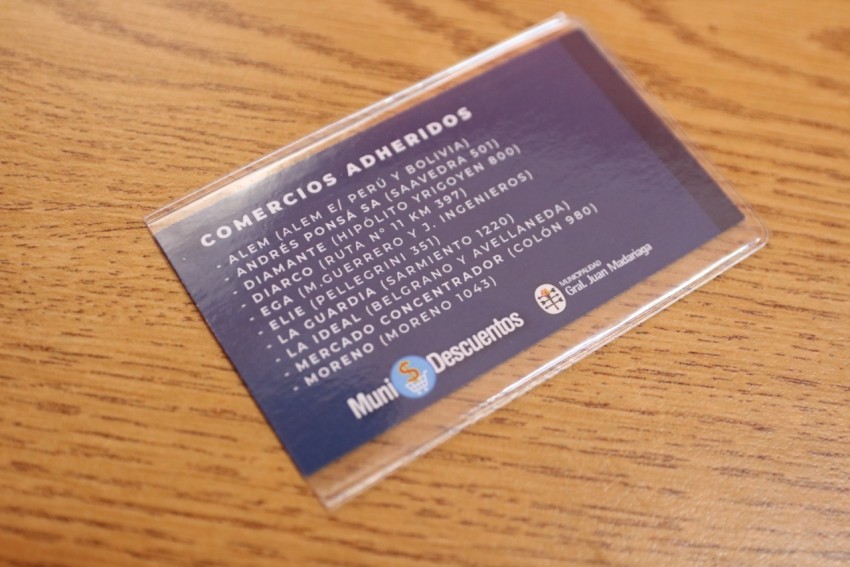 COMERCIOS ADHERIDOS
- ALEM (ALEM E/ PERÚ Y BOLIVIA)
- ANDRÉS PONSÁ SA (SAAVEDRA 501)
- DIAMANTE (HIPÓLITO YRIGOYEN 800)
- DIARCO (RUTA N° 11 KM 397)
- EGA (M.GUERRERO Y J. INGENIEROS)
- ELIE (PELLEGRINI 351)
- LA GUARDIA (SARMIENTO 1220)
- LA IDEAL (BELGRANO Y AVELLANEDA)
- MERCADO CONCENTRADOR (COLÓN 980)
- MORENO (MORENO 1043)
Muni $ Descuentos
MUNICIPALIDAD
Gral. Juan Madariaga